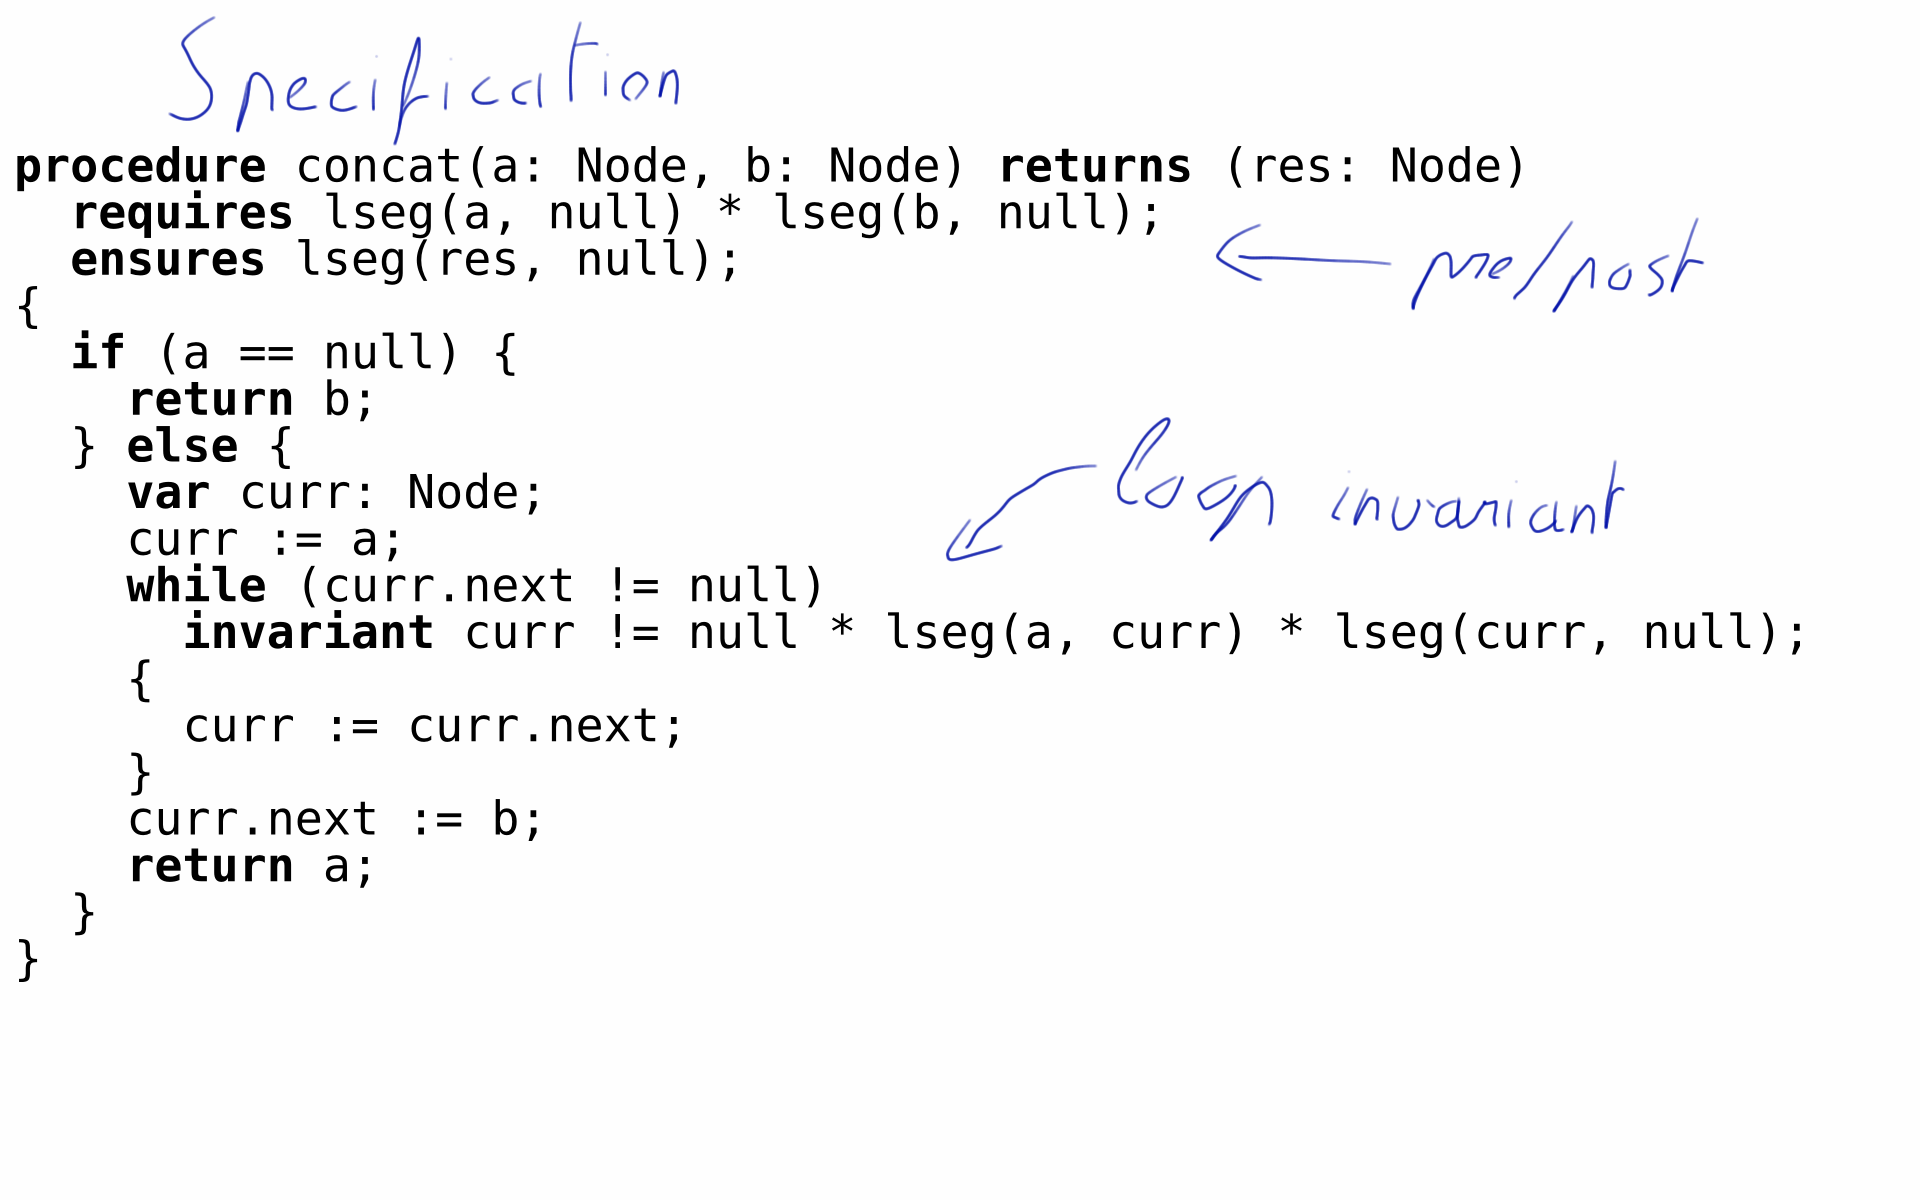 Specification
procedure concat(a: Node, b: Node) returns (res: Node)
  requires lseg(a, null) * lseg(b, null);
  ensures lseg(res, null);
pre/post
{
  if (a == null) {
    return b;
  } else {
    var curr: Node;
loop invariant
    curr := a;
    while (curr.next != null)
      invariant curr != null * lseg(a, curr) * lseg(curr, null);
    {
      curr := curr.next;
    }
    curr.next := b;
    return a;
  }
}